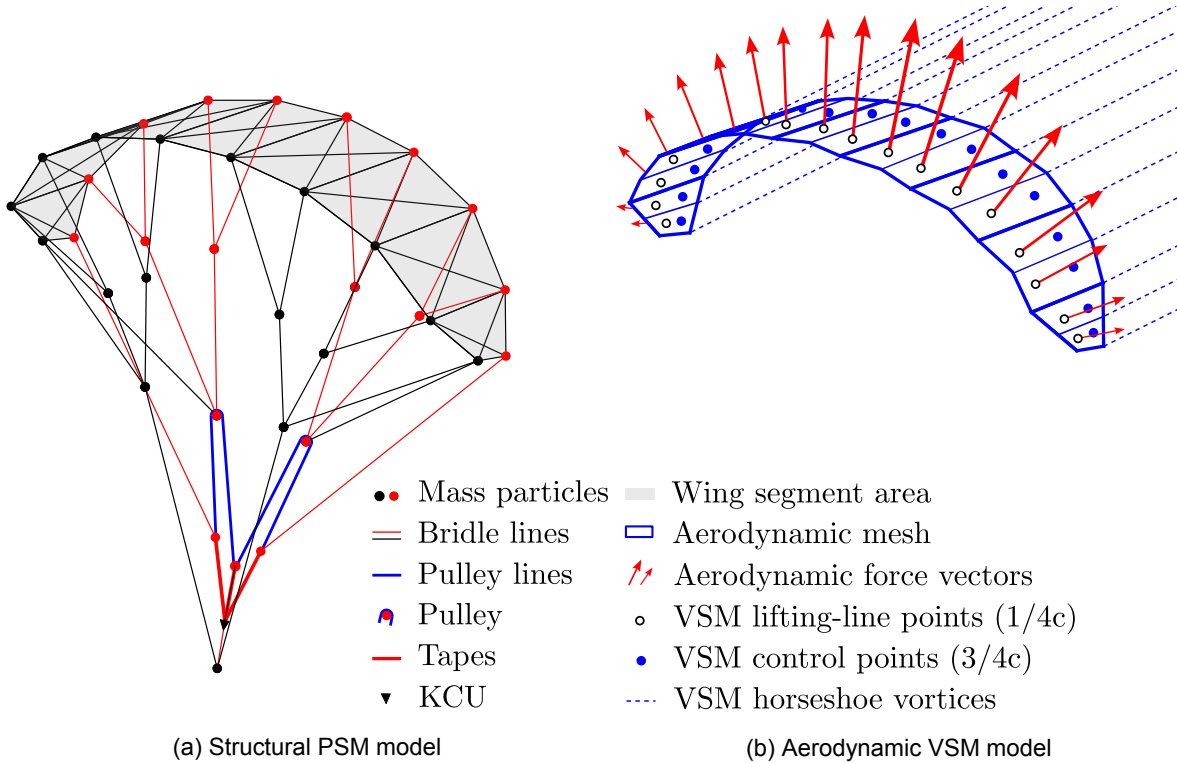 Mass particles
Bridle lines
Pulley lines
Pulley
Tapes
KCU
Wing segment area
Aerodynamic mesh
Aerodynamic force vectors
VSM lifting-line points (1/4c)
VSM control points (3/4c)
VSM horseshoe vortices
(a) Structural PSM model
(b) Aerodynamic VSM model